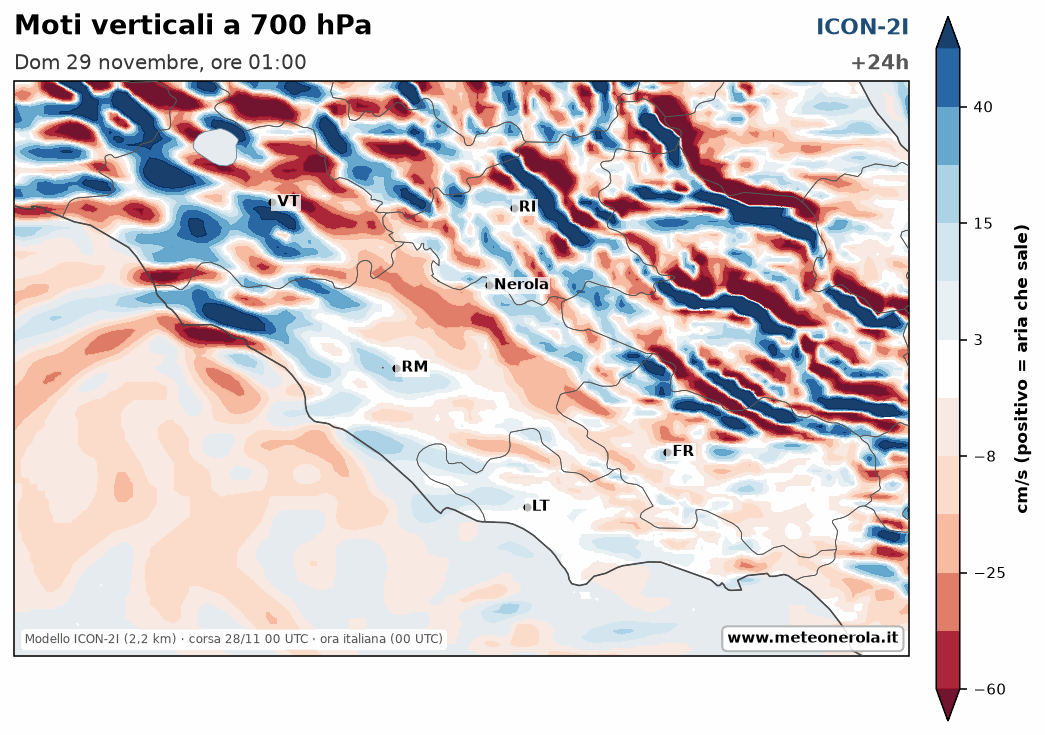 Moti verticali a 700 hPa
ICON-2I
Dom 29 novembre, ore 01:00
+24h
40
15
3
−8
−25
−60
cm/s (positivo = aria che sale)
VT
RI
Nerola
RM
FR
LT
Modello ICON-2I (2,2 km) · corsa 28/11 00 UTC · ora italiana (00 UTC)
www.meteonerola.it